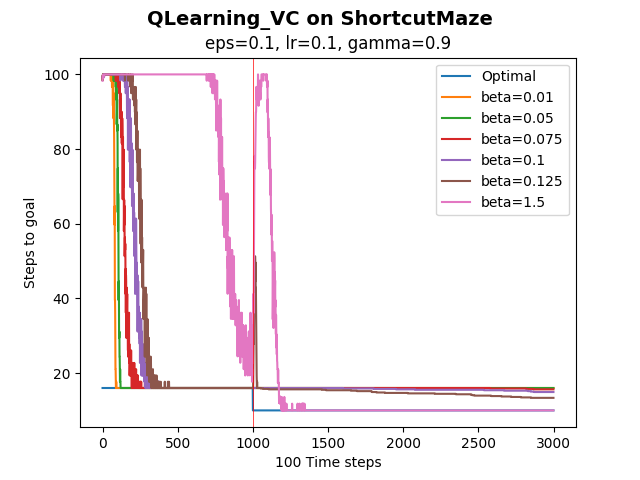 QLearning_VC on ShortcutMaze
eps=0.1, lr=0.1, gamma=0.9
100
80
60
40
20
Steps to goal
Optimal
beta=0.01
beta=0.05
beta=0.075
beta=0.1
beta=0.125
beta=1.5
0
500
1000
1500
2000
2500
3000
100 Time steps